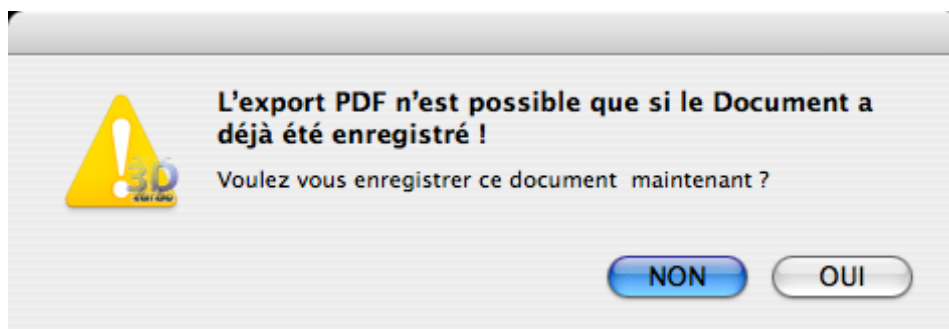 L'export PDF n'est possible que si le Document a
déjà été enregistré !
Voulez vous enregistrer ce document  maintenant ?
3D
NON
OUI